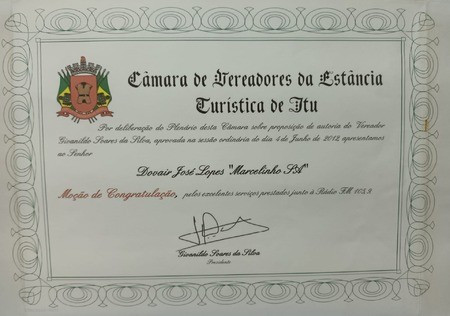 Câmara de Vereadores da Estância
Turística de Itu
Por deliberação do Plenário desta Câmara sobre proposição de autoria do Vereador
Givanildo Soares da Silva, aprovada na sessão ordinária do dia 4 de Junho de 2012, apresentamos
ao Senhor
Dovair José Lopes "Marcelinho SA"
Moção de Congratulação, pelos excelentes serviços prestados junto à Rádio FM 105,9
Givanildo Soares da Silva
Presidente